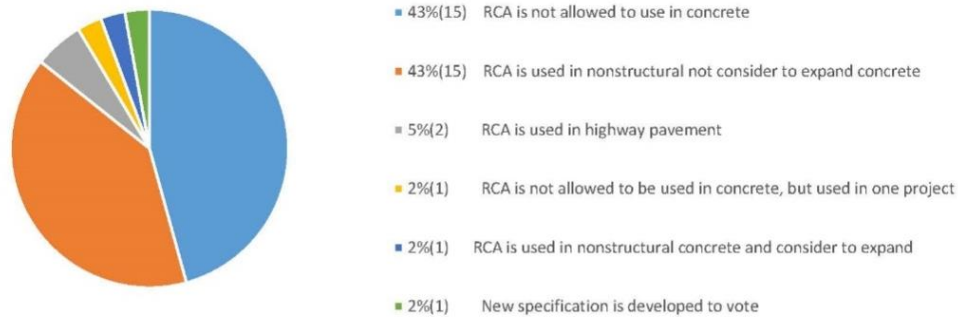 43%(15) RCA is not allowed to use in concrete
43%(15) RCA is used in nonstructural not consider to expand concrete
5%(2) RCA is used in highway pavement
2%(1) RCA is not allowed to be used in concrete, but used in one project
2%(1) RCA is used in nonstructural concrete and consider to expand
2%(1) New specification is developed to vote